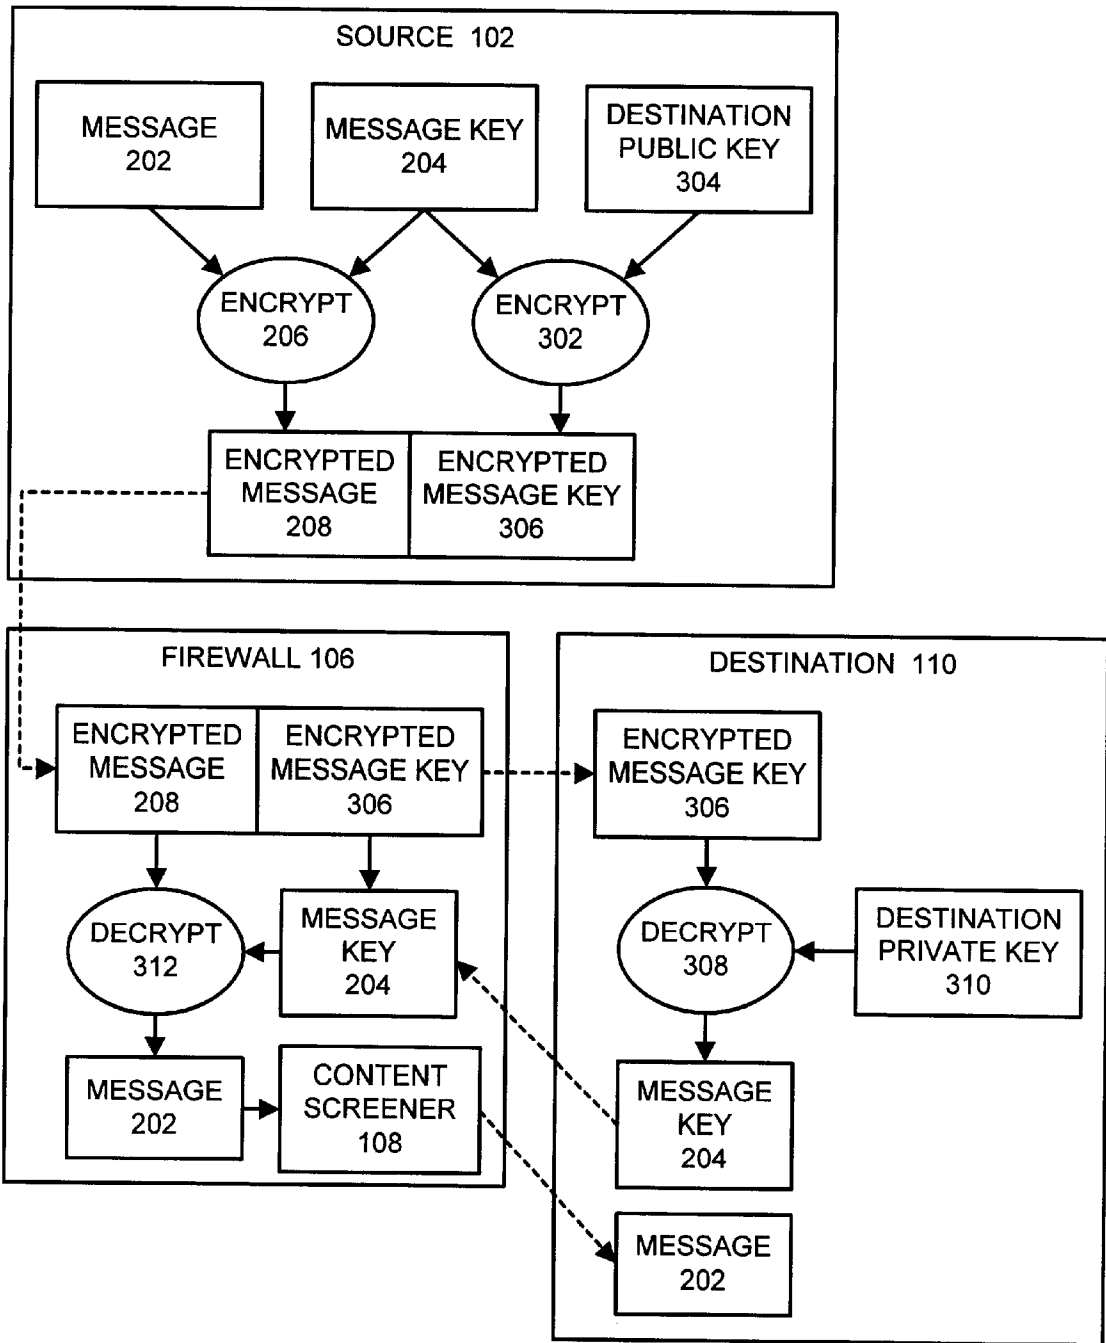 SOURCE 102
MESSAGE
202
MESSAGE KEY
204
DESTINATION
PUBLIC KEY
304
ENCRYPT
206
ENCRYPT
302
ENCRYPTED
MESSAGE
208
ENCRYPTED
MESSAGE KEY
306
FIREWALL 106
ENCRYPTED
MESSAGE
208
ENCRYPTED
MESSAGE KEY
306
DECRYPT
312
MESSAGE
KEY
204
MESSAGE
202
CONTENT
SCREENER
108
DESTINATION 110
ENCRYPTED
MESSAGE KEY
306
DECRYPT
308
DESTINATION
PRIVATE KEY
310
MESSAGE
KEY
204
MESSAGE
202